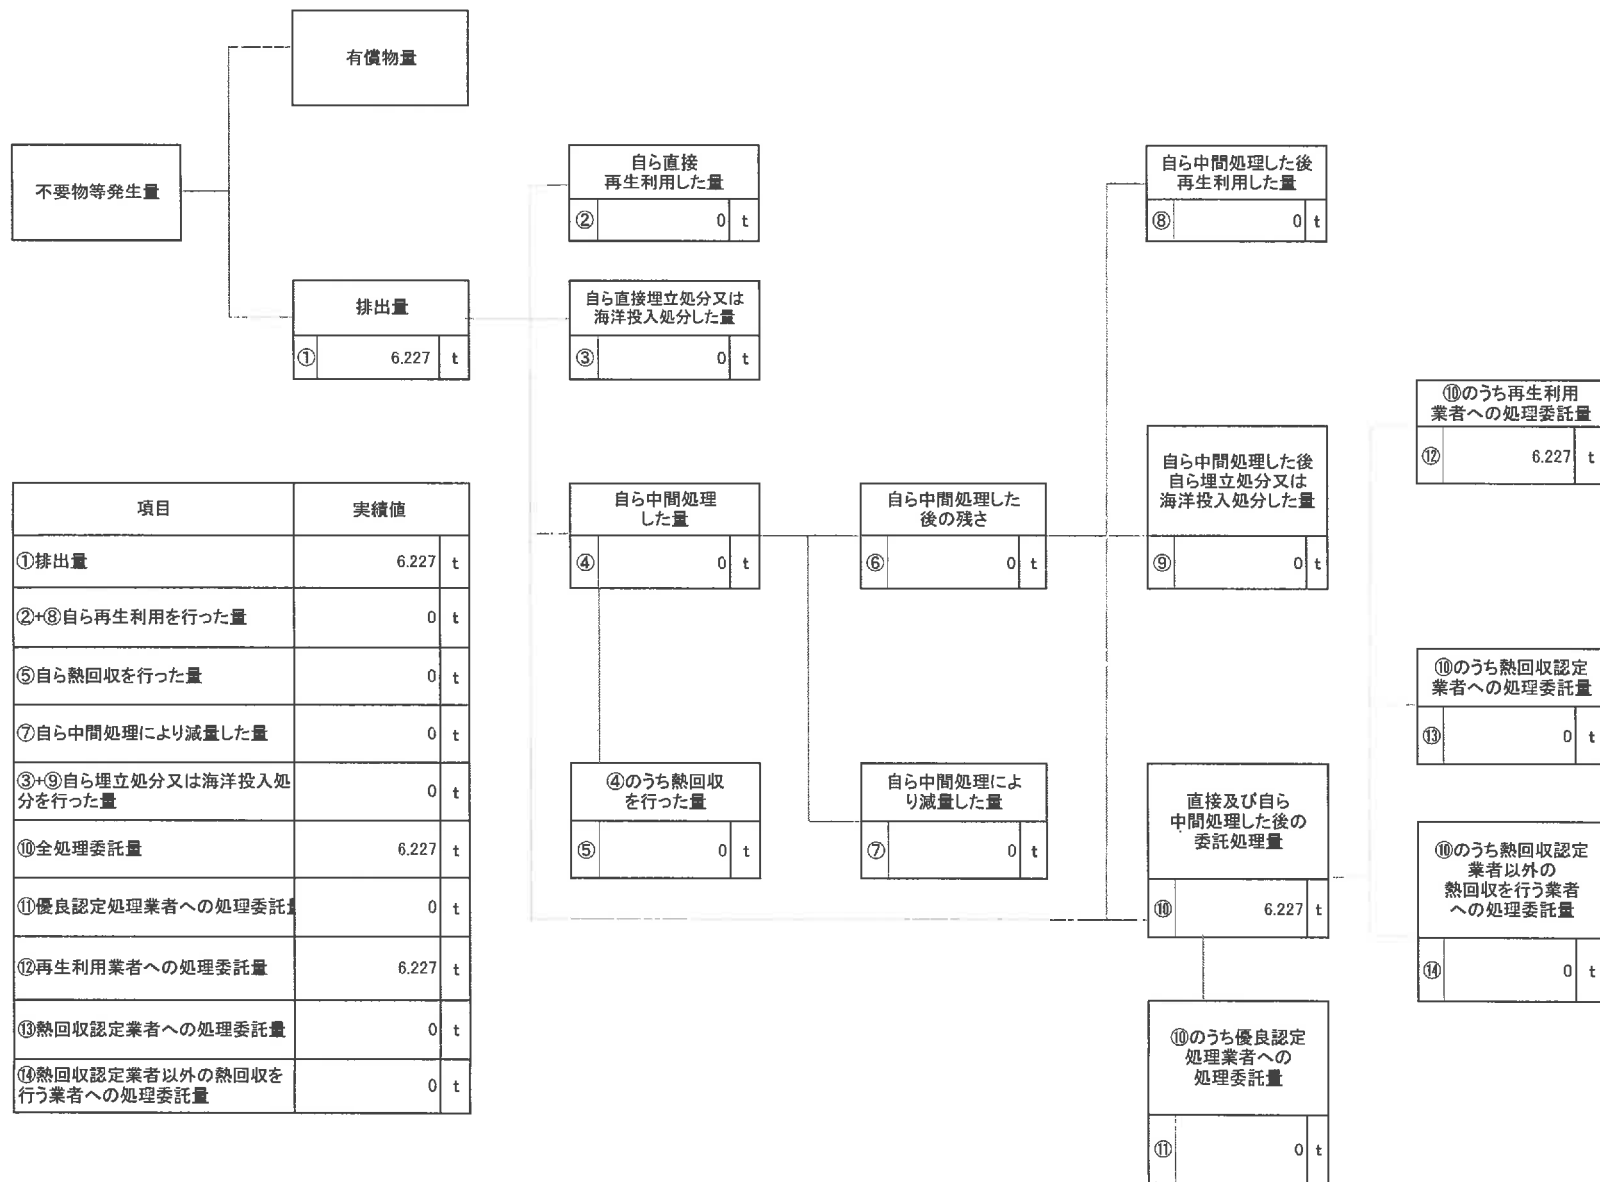 有償物量
不要物等発生量
排出量
① 6.227 t
自ら直接
再生利用した量
② 0 t
自ら直接埋立処分又は
海洋投入処分した量
③ 0 t
自ら中間処理
した量
④ 0 t
④のうち熱回収
を行った量
⑤ 0 t
自ら中間処理した
後の残さ
⑥ 0 t
自ら中間処理によ
り減量した量
⑦ 0 t
自ら中間処理した後
再生利用した量
⑧ 0 t
自ら中間処理した後
自ら埋立処分又は
海洋投入処分した量
⑨ 0 t
直接及び自ら
中間処理した後の
委託処理量
⑩ 6.227 t
⑩のうち優良認定
処理業者への
処理委託量
⑪ 0 t
⑩のうち再生利用
業者への処理委託量
⑫ 6.227 t
⑩のうち熱回収認定
業者への処理委託量
⑬ 0 t
⑩のうち熱回収認定
業者以外の
熱回収を行う業者
への処理委託量
⑭ 0 t
項目 実績値
①排出量 6.227 t
②+⑧自ら再生利用を行った量 0 t
⑤自ら熱回収を行った量 0 t
⑦自ら中間処理により減量した量 0 t
③+⑨自ら埋立処分又は海洋投入処
分を行った量 0 t
⑩全処理委託量 6.227 t
⑪優良認定処理業者への処理委託 0 t
⑫再生利用業者への処理委託量 6.227 t
⑬熱回収認定業者への処理委託量 0 t
⑭熱回収認定業者以外の熱回収を
行う業者への処理委託量 0 t